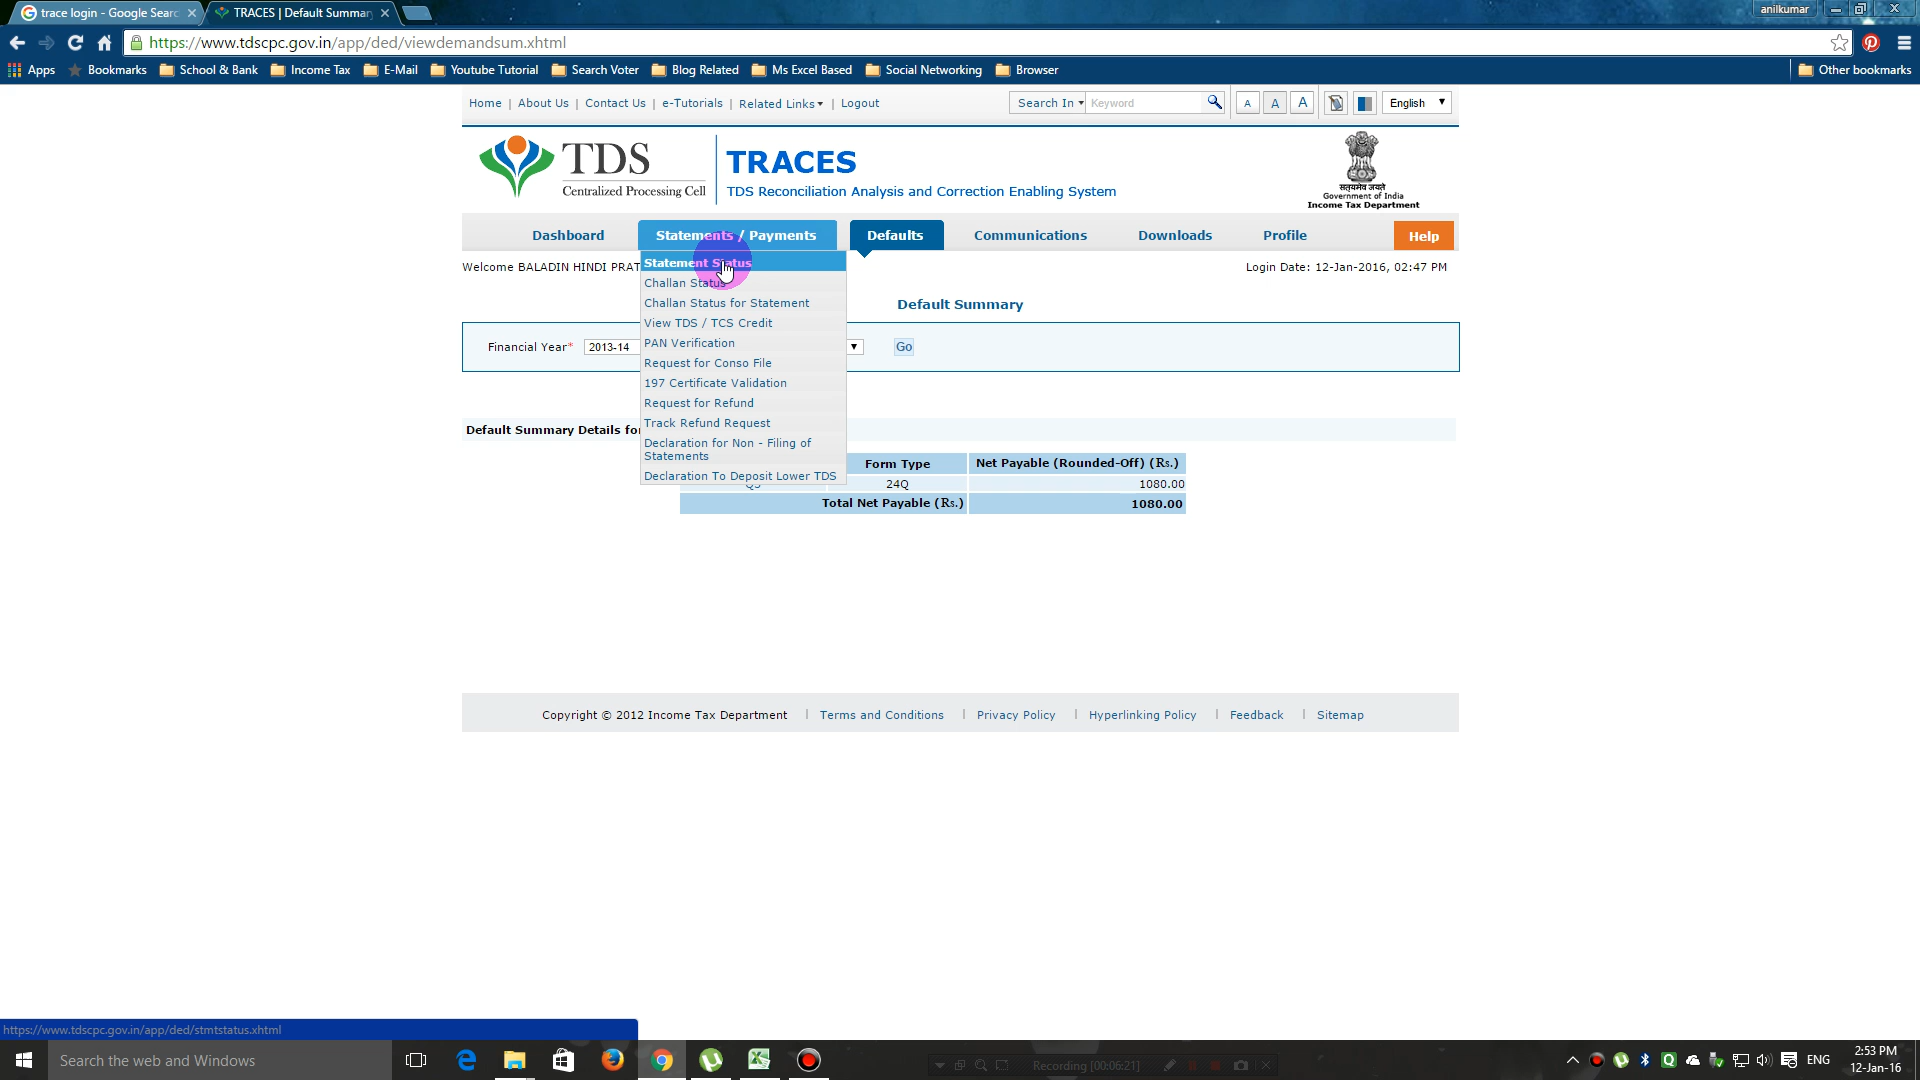 trace login - Google Searc
TRACES | Default Summary
anilkumar
https://www.tdscpc.gov.in/app/ded/viewdemandsum.xhtml
Apps Bookmarks School & Bank Income Tax E-Mail Youtube Tutorial Search Voter Blog Related Ms Excel Based Social Networking Browser Other bookmarks
Home | About Us | Contact Us | e-Tutorials | Related Links | Logout
Search In Keyword A A A English
TDS
Centralized Processing Cell
TRACES
TDS Reconciliation Analysis and Correction Enabling System
सत्यमेव जयते
Government of India
Income Tax Department
Dashboard Statements / Payments Defaults Communications Downloads Profile Help
Welcome BALADIN HINDI PRAT
Login Date: 12-Jan-2016, 02:47 PM
Statement Status
Challan Status
Challan Status for Statement
View TDS / TCS Credit
PAN Verification
Request for Conso File
197 Certificate Validation
Request for Refund
Track Refund Request
Declaration for Non - Filing of
Statements
Declaration To Deposit Lower TDS
Default Summary
Financial Year* 2013-14 Go
Default Summary Details for
Form Type Net Payable (Rounded-Off) (Rs.)
24Q 1080.00
Total Net Payable (Rs.) 1080.00
Copyright © 2012 Income Tax Department | Terms and Conditions | Privacy Policy | Hyperlinking Policy | Feedback | Sitemap
https://www.tdscpc.gov.in/app/ded/stmtstatus.xhtml
Search the web and Windows
Recording [00:06:21]
ENG
2:53 PM
12-Jan-16